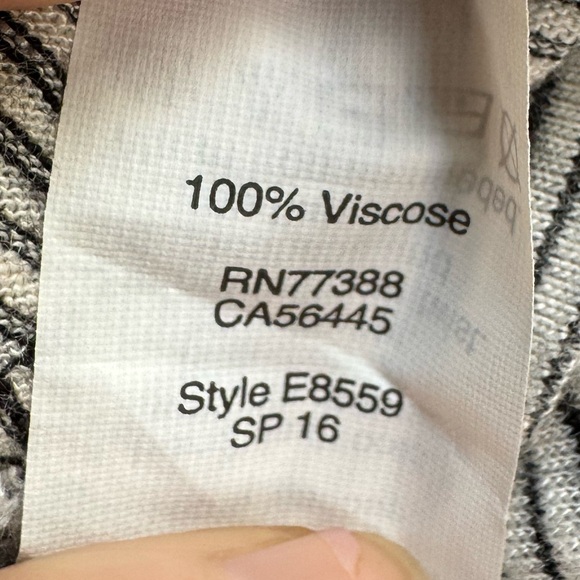 100% Viscose
RN77388
CA56445
Style E8559
SP 16